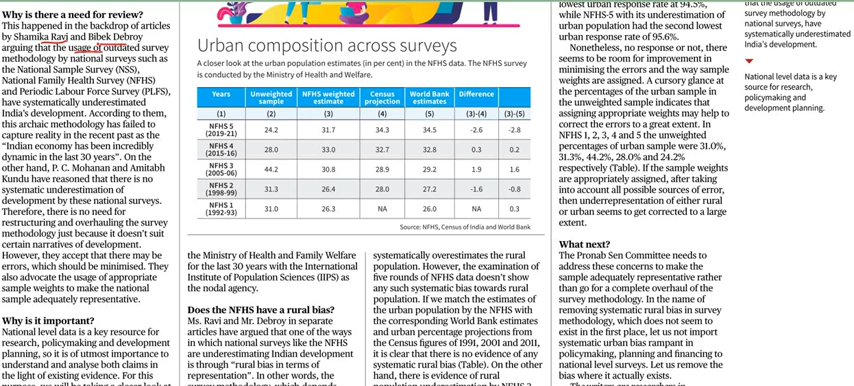 Why is there a need for review?
This happened in the backdrop of articles
by Shamika Ravi and Bibek Debroy
arguing that the usage of outdated survey
methodology by national surveys such as
the National Sample Survey (NSS),
National Family Health Survey (NFHS)
and Periodic Labour Force Survey (PLFS),
have systematically underestimated
India's development. According to them,
this archaic methodology has failed to
capture reality in the recent past as the
"Indian economy has been incredibly
dynamic in the last 30 years". On the
other hand, P. C. Mohanan and Amitabh
Kundu have reasoned that there is no
systematic underestimation of
development by these national surveys.
Therefore, there is no need for
restructuring and overhauling the survey
methodology just because it doesn't suit
certain narratives of development.
However, they accept that there may be
errors, which should be minimised. They
also advocate the usage of appropriate
sample weights to make the national
sample adequately representative.
Why is it important?
National level data is a key resource for
research, policymaking and development
planning, so it is of utmost importance to
understand and analyse both claims in
the light of existing evidence. For this
Urban composition across surveys
A closer look at the urban population estimates (in per cent) in the NFHS data. The NFHS survey
is conducted by the Ministry of Health and Welfare.
Years Unweighted sample NFHS weighted estimate Census projection World Bank estimates Difference
(1) (2) (3) (4) (5) (3)-(4) (3)-(5)
NFHS 5 (2019-21) 24.2 31.7 34.3 34.5 -2.6 -2.8
NFHS 4 (2015-16) 28.0 33.0 32.7 32.8 0.3 0.2
NFHS 3 (2005-06) 44.2 30.8 28.9 29.2 1.9 1.6
NFHS 2 (1998-99) 31.3 26.4 28.0 27.2 -1.6 -0.8
NFHS 1 (1992-93) 31.0 26.3 NA 26.0 NA 0.3
Source: NFHS, Census of India and World Bank
the Ministry of Health and Family Welfare
for the last 30 years with the International
Institute of Population Sciences (IIPS) as
the nodal agency.
Does the NFHS have a rural bias?
Ms. Ravi and Mr. Debroy in separate
articles have argued that one of the ways
in which national surveys like the NFHS
are underestimating Indian development
is through "rural bias in terms of
representation". In other words, the
systematically overestimates the rural
population. However, the examination of
five rounds of NFHS data doesn't show
any such systematic bias towards rural
population. If we match the estimates of
the urban population by the NFHS with
the corresponding World Bank estimates
and urban percentage projections from
the Census figures of 1991, 2001 and 2011,
it is clear that there is no evidence of any
systematic rural bias (Table). On the other
hand, there is evidence of rural
lowest urban response rate at 94.5%,
while NFHS-5 with its underestimation of
urban population had the second lowest
urban response rate of 95.6%.
Nonetheless, no response or not, there
seems to be room for improvement in
minimising the errors and the way sample
weights are assigned. A cursory glance at
the percentages of the urban sample in
the unweighted sample indicates that
assigning appropriate weights may help to
correct the errors to a great extent. In
NFHS 1, 2, 3, 4 and 5 the unweighted
percentages of urban sample were 31.0%,
31.3%, 44.2%, 28.0% and 24.2%
respectively (Table). If the sample weights
are appropriately assigned, after taking
into account all possible sources of error,
then underrepresentation of either rural
or urban seems to get corrected to a large
extent.
What next?
The Pronab Sen Committee needs to
address these concerns to make the
sample adequately representative rather
than go for a complete overhaul of the
survey methodology. In the name of
removing systematic rural bias in survey
methodology, which does not seem to
exist in the first place, let us not import
systematic urban bias rampant in
policymaking, planning and financing to
national level surveys. Let us remove the
bias where it actually exists.
that the usage of outdated
survey methodology by
national surveys, have
systematically underestimated
India's development.
National level data is a key
source for research,
policymaking and
development planning.